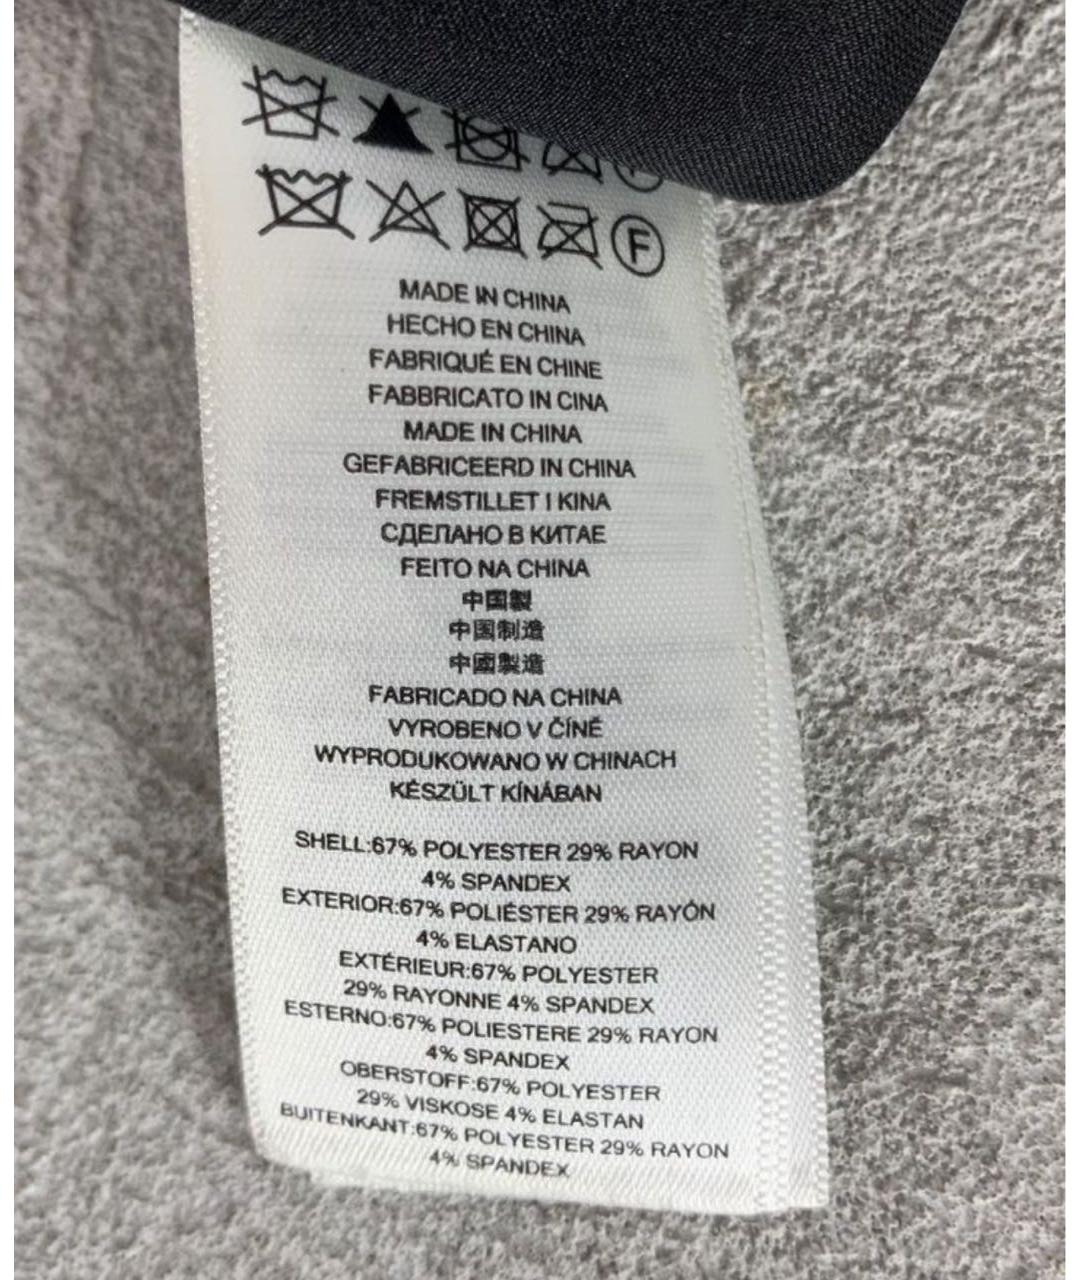 F
MADE IN CHINA
HECHO EN CHINA
FABRIQUÉ EN CHINE
FABBRICATO IN CINA
MADE IN CHINA
GEFABRICEERD IN CHINA
FREMSTILLET I KINA
СДЕЛАНО В КИТАЕ
FEITO NA CHINA
中国製
中国制造
中國製造
FABRICADO NA CHINA
VYROBENO V ČÍNĚ
WYPRODUKOWANO W CHINACH
KÉSZÜLT KÍNÁBAN
SHELL:67% POLYESTER 29% RAYON
4% SPANDEX
EXTERIOR:67% POLIÉSTER 29% RAYÓN
4% ELASTANO
EXTÉRIEUR:67% POLYESTER
29% RAYONNE 4% SPANDEX
ESTERNO:67% POLIESTERE 29% RAYON
4% SPANDEX
OBERSTOFF:67% POLYESTER
29% VISKOSE 4% ELASTAN
BUITENKANT:67% POLYESTER 29% RAYON
4% SPANDEX